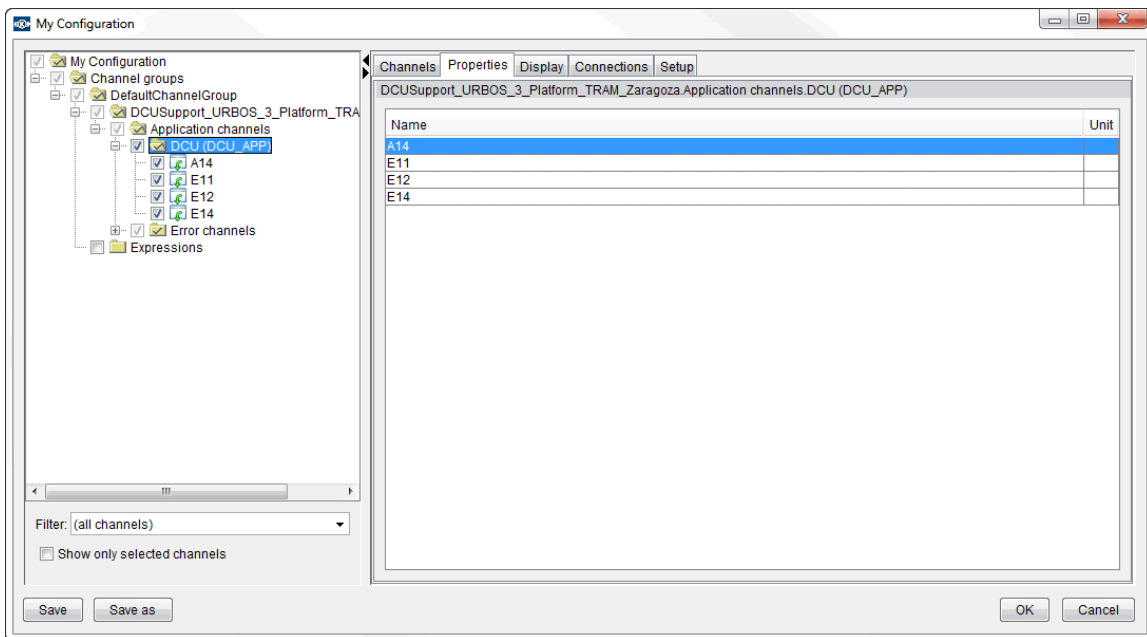 My Configuration
My Configuration
Channel groups
DefaultChannelGroup
DCUSupport_URBOS_3_Platform_TRA
Application channels
DCU (DCU_APP)
A14
E11
E12
E14
Error channels
Expressions
Filter: (all channels)
Show only selected channels
Channels Properties Display Connections Setup
DCUSupport_URBOS_3_Platform_TRAM_Zaragoza.Application channels.DCU (DCU_APP)
Name Unit
A14
E11
E12
E14
Save Save as OK Cancel